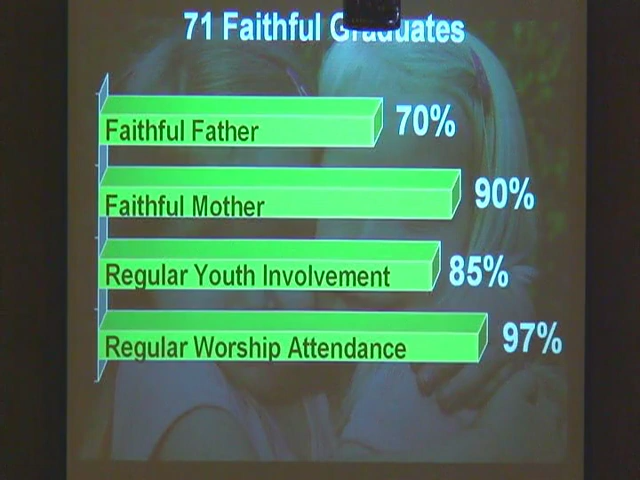 71 Faithful Graduates
Faithful Father 70%
Faithful Mother 90%
Regular Youth Involvement 85%
Regular Worship Attendance 97%